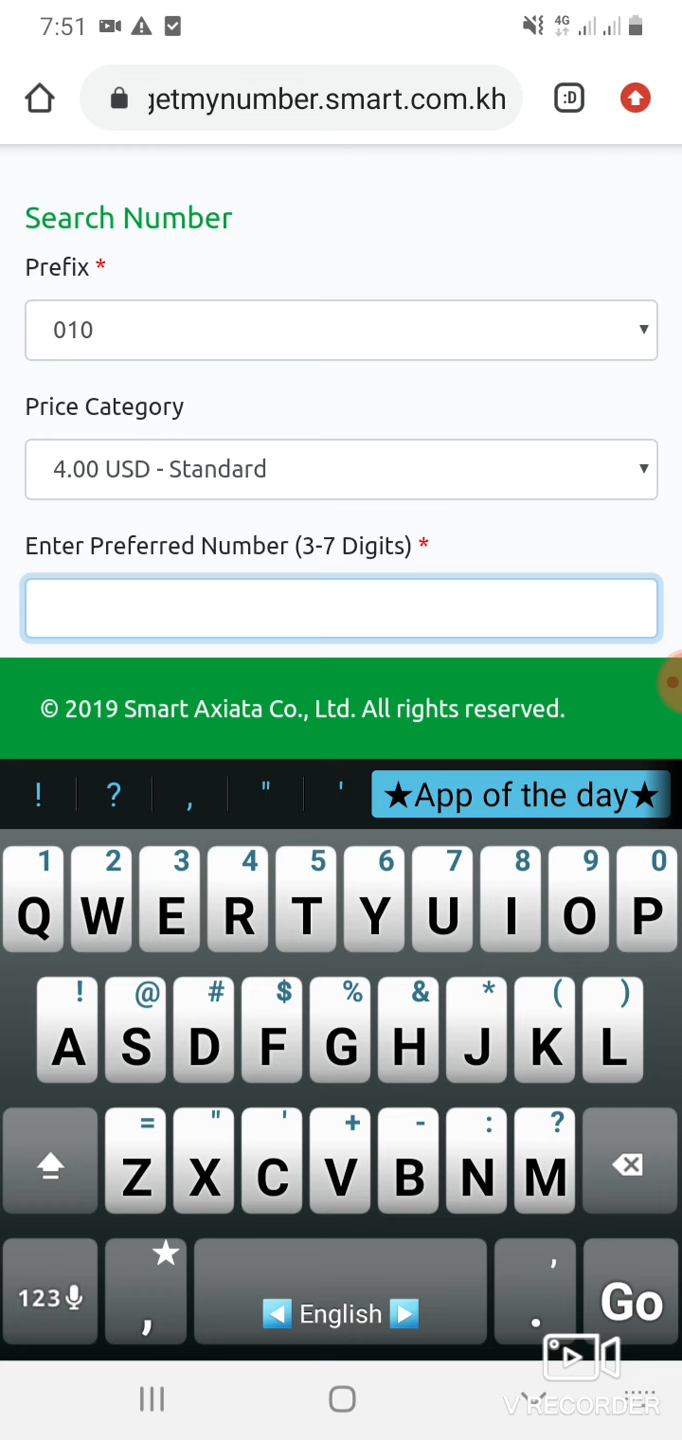 7:51 4G
getmynumber.smart.com.kh :D
Search Number
Prefix *
010
Price Category
4.00 USD - Standard
Enter Preferred Number (3-7 Digits) *
© 2019 Smart Axiata Co., Ltd. All rights reserved.
! ? , " ' ★App of the day★
1 2 3 4 5 6 7 8 9 0
Q W E R T Y U I O P
! @ # $ % & * ( )
A S D F G H J K L
= " ' + - : ?
Z X C V B N M
★ ,
123 , English . Go
V RECORDER